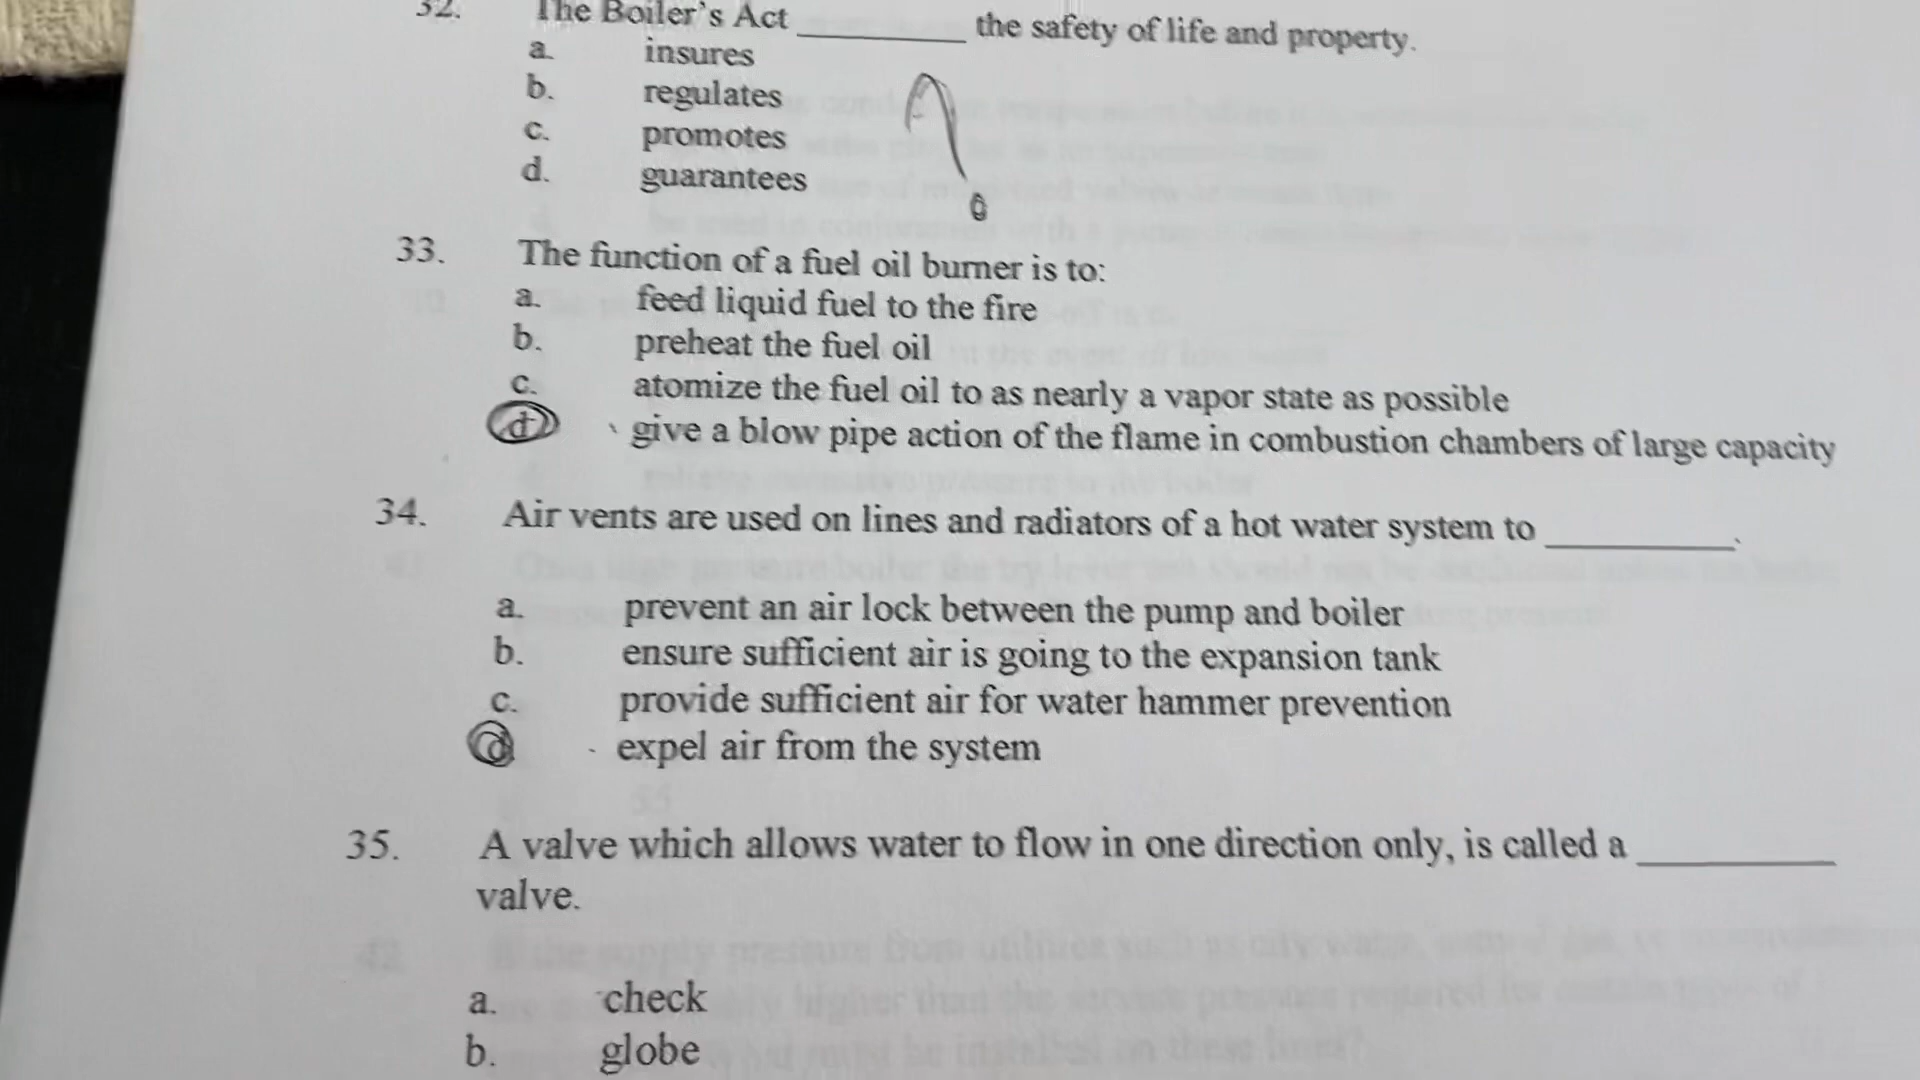 32. The Boiler's Act ________ the safety of life and property.
a. insures
b. regulates
c. promotes
d. guarantees
33. The function of a fuel oil burner is to:
a. feed liquid fuel to the fire
b. preheat the fuel oil
c. atomize the fuel oil to as nearly a vapor state as possible
d. give a blow pipe action of the flame in combustion chambers of large capacity
34. Air vents are used on lines and radiators of a hot water system to ________.
a. prevent an air lock between the pump and boiler
b. ensure sufficient air is going to the expansion tank
c. provide sufficient air for water hammer prevention
d expel air from the system
35. A valve which allows water to flow in one direction only, is called a ________
valve.
a. check
b. globe